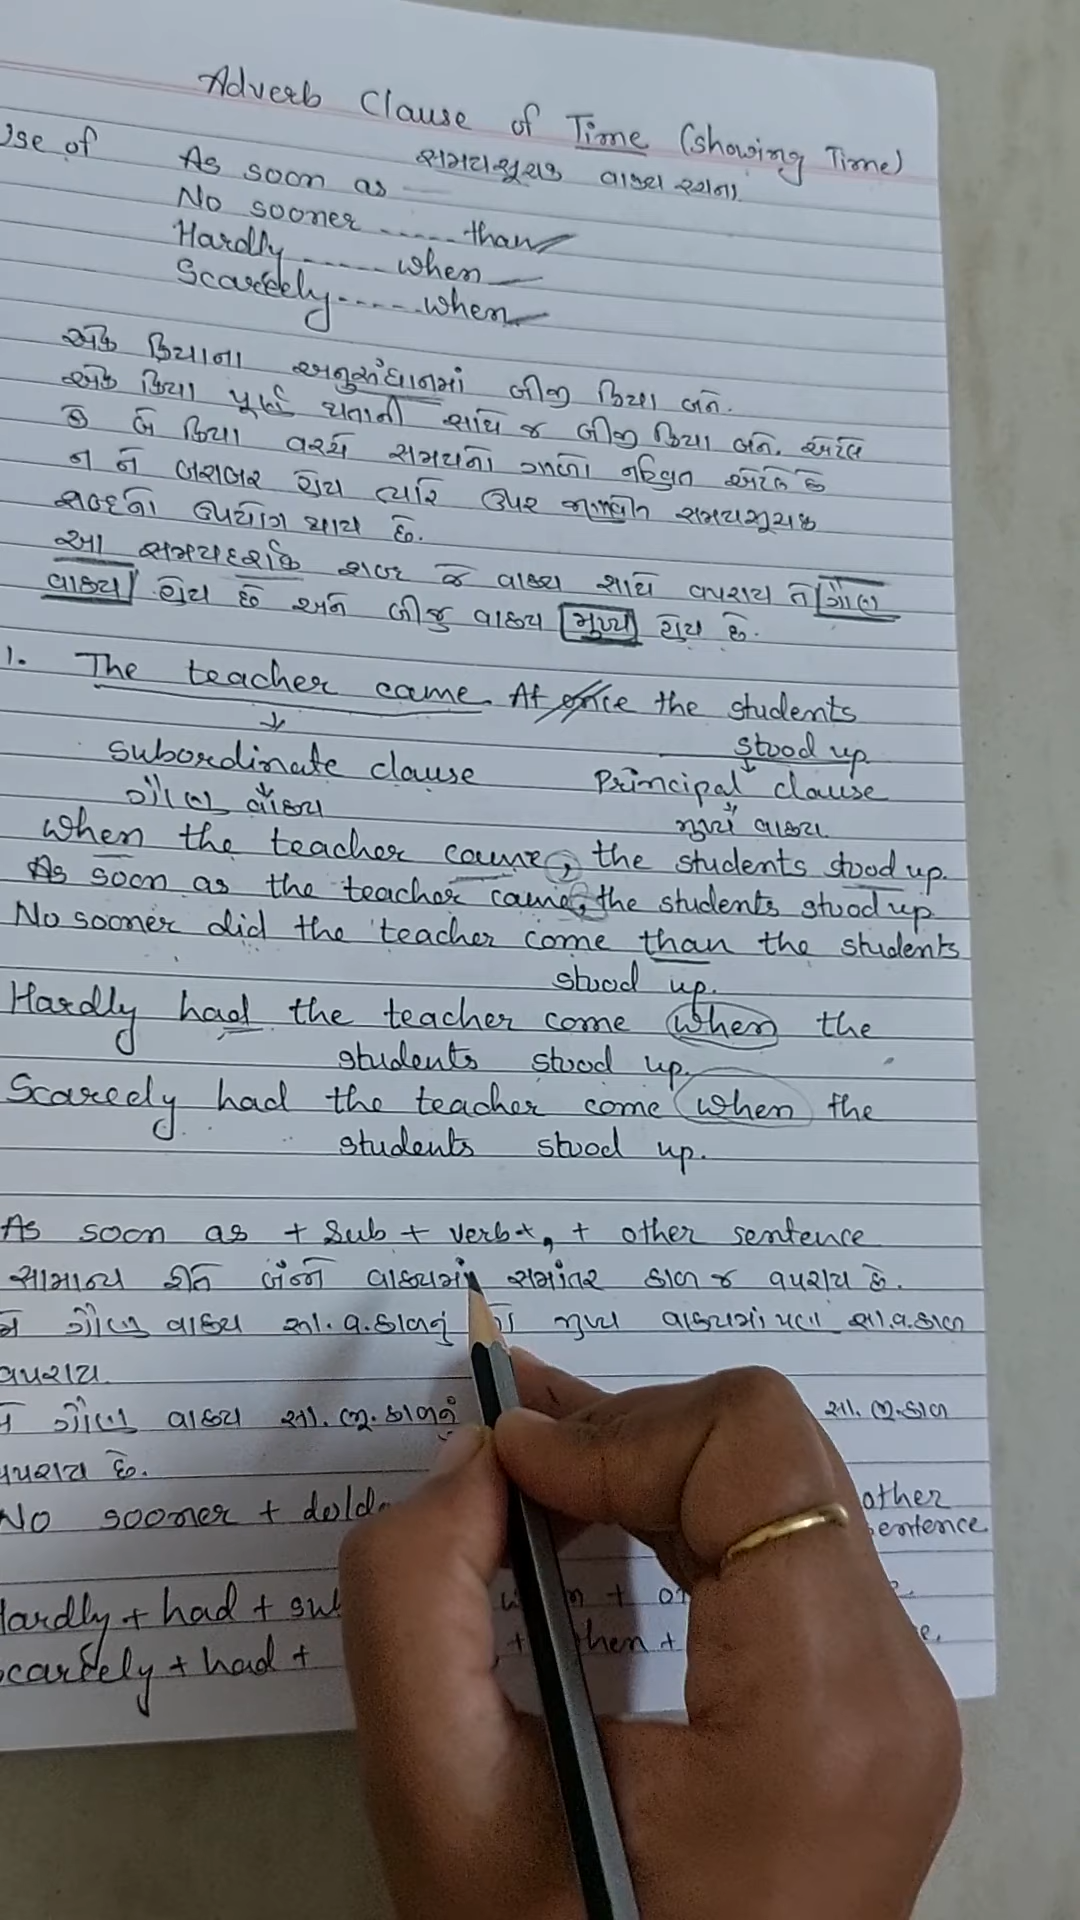 Adverb Clause of Time (showing Time)
Use of As soon as સમયસૂચક વાક્ય રચના.
No sooner ..... than
Hardly ..... when
Scarcely ..... when
એક ક્રિયાના અનુસંધાનમાં બીજી ક્રિયા બને.
એક ક્રિયા પૂર્ણ થતાની સાથે જ બીજી ક્રિયા બને. એટલે
કે બે ક્રિયા વચ્ચે સમયનો ગાળો નહિવત એટલે કે
ન ને બરાબર હોય ત્યારે ઉપર સમયસૂચક
શબ્દનો ઉપયોગ થાય છે.
આ સમયદર્શક શબ્દ જે વાક્ય સાથે વપરાય તે ગૌણ
વાક્ય હોય છે અને બીજુ વાક્ય મુખ્ય હોય છે.
1. The teacher came. At once the students
stood up.
subordinate clause Principal clause
ગૌણ વાક્ય મુખ્ય વાક્ય.
when the teacher came, the students stood up.
As soon as the teacher came, the students stood up.
No sooner did the teacher come than the students
stood up.
Hardly had the teacher come when the
students stood up.
Scarcely had the teacher come when the
students stood up.
As soon as + Sub + verb+, + other sentence
સામાન્ય રીતે બંને વાક્યમાં સમાંતર કાળ જ વપરાય છે.
ગૌણ વાક્ય સા.વ.કાળનું મુખ્ય વાક્યમાં પણ સા.વ.કાળ
વપરાય.
ગૌણ વાક્ય સા.ભૂ.કાળનું સા.ભૂ.કાળ
વપરાય છે.
No sooner + other
sentence
Hardly + had +
Scarcely + had + + when +